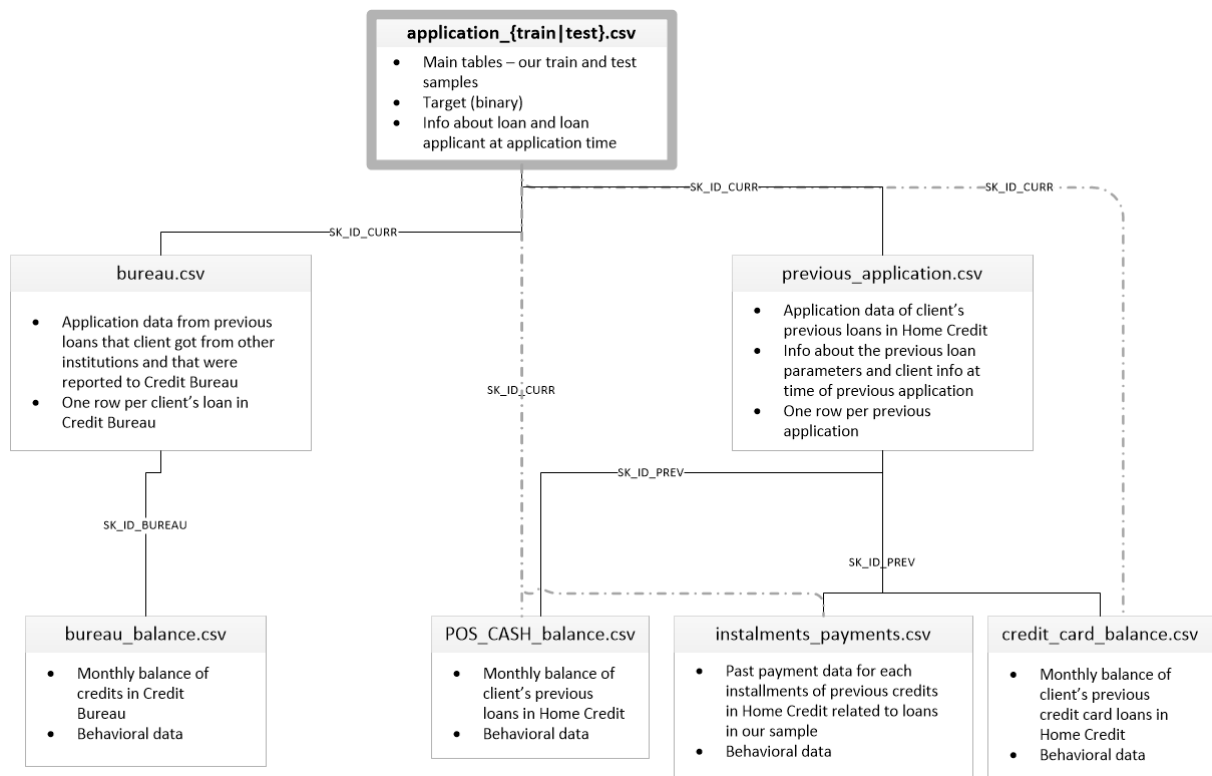 application_{train|test}.csv
• Main tables – our train and test
samples
• Target (binary)
• Info about loan and loan
applicant at application time
SK_ID_CURR
SK_ID_CURR
SK_ID_CURR
bureau.csv
• Application data from previous
loans that client got from other
institutions and that were
reported to Credit Bureau
• One row per client's loan in
Credit Bureau
previous_application.csv
• Application data of client's
previous loans in Home Credit
• Info about the previous loan
parameters and client info at
time of previous application
• One row per previous
application
SK_ID_CURR
SK_ID_PREV
SK_ID_BUREAU
SK_ID_PREV
bureau_balance.csv
• Monthly balance of
credits in Credit
Bureau
• Behavioral data
POS_CASH_balance.csv
• Monthly balance of
client's previous
loans in Home Credit
• Behavioral data
instalments_payments.csv
• Past payment data for each
installments of previous credits
in Home Credit related to loans
in our sample
• Behavioral data
credit_card_balance.csv
• Monthly balance of
client's previous
credit card loans in
Home Credit
• Behavioral data